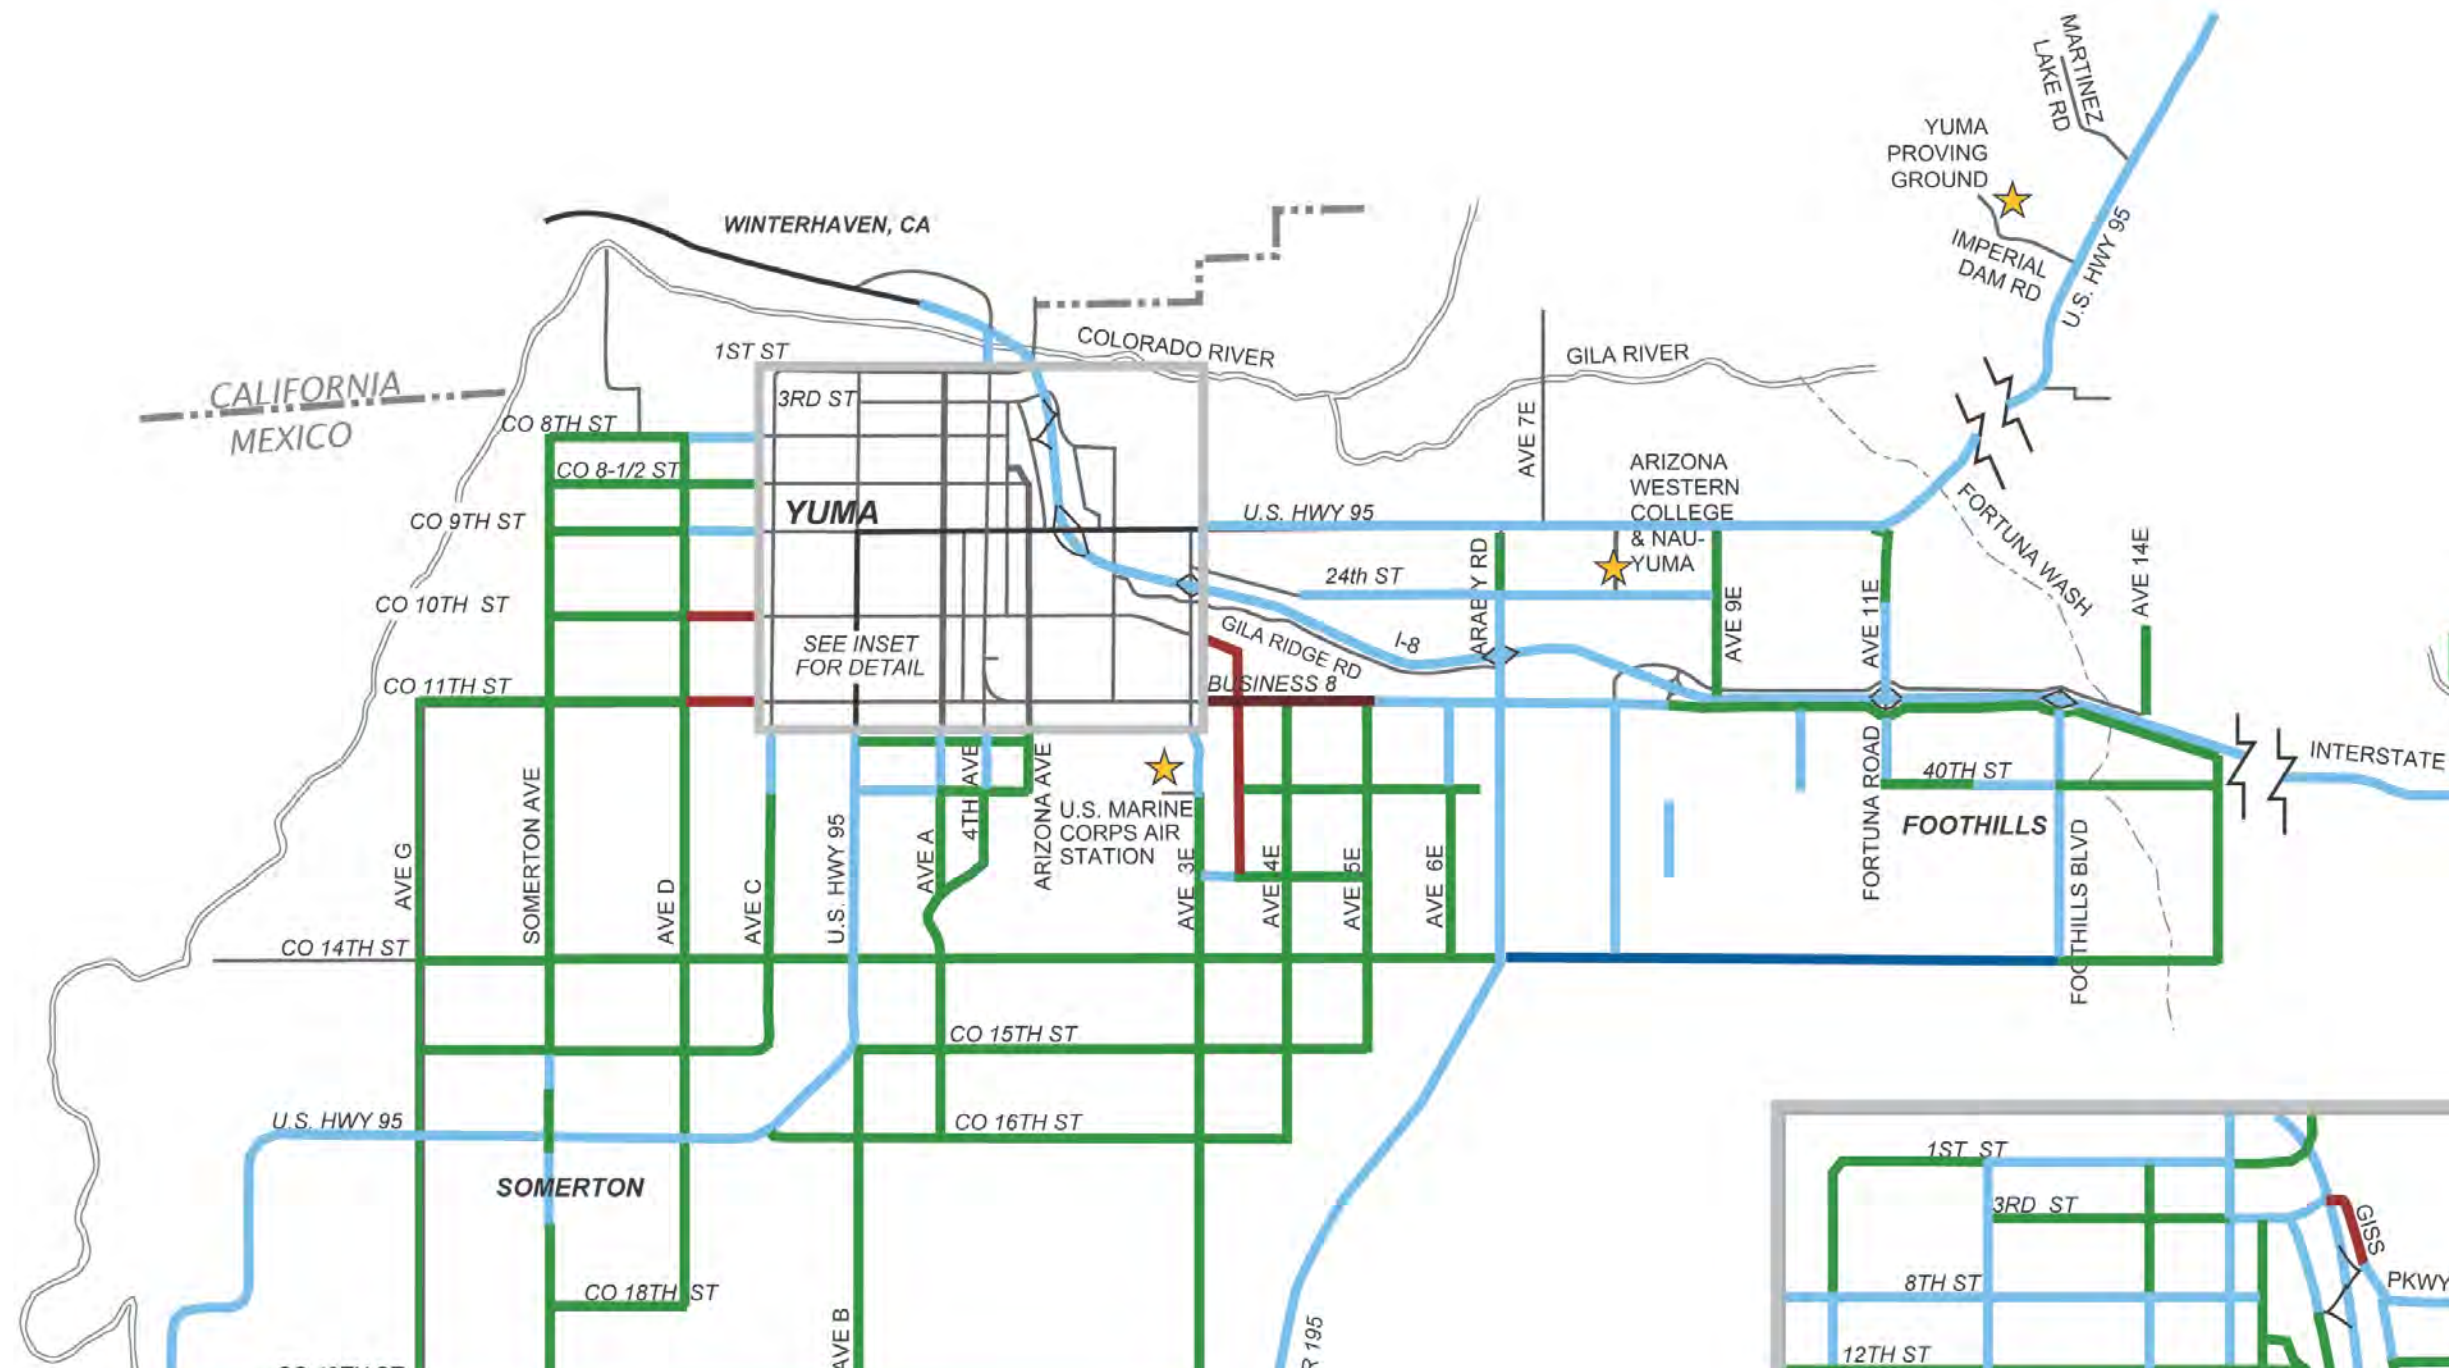 MARTINEZ
LAKE RD
YUMA
PROVING
GROUND
WINTERHAVEN, CA
IMPERIAL
DAM RD
U.S. HWY 95
COLORADO RIVER
1ST ST
GILA RIVER
CALIFORNIA
MEXICO
3RD ST
CO 8TH ST
AVE 7E
ARIZONA
WESTERN
COLLEGE
& NAU-
YUMA
CO 8-1/2 ST
YUMA
U.S. HWY 95
CO 9TH ST
FORTUNA WASH
AVE 14E
24th ST
ARABY RD
AVE 9E
AVE 11E
CO 10TH ST
SEE INSET
FOR DETAIL
GILA RIDGE RD
I-8
CO 11TH ST
BUSINESS 8
INTERSTATE
40TH ST
FORTUNA ROAD
FOOTHILLS
FOOTHILLS BLVD
4TH AVE
ARIZONA AVE
U.S. MARINE
CORPS AIR
STATION
AVE G
SOMERTON AVE
AVE D
AVE C
U.S. HWY 95
AVE A
AVE 3E
AVE 4E
AVE 5E
AVE 6E
CO 14TH ST
CO 15TH ST
U.S. HWY 95
CO 16TH ST
SOMERTON
CO 18TH ST
AVE B
R 195
1ST ST
3RD ST
GISS
PKWY
8TH ST
12TH ST